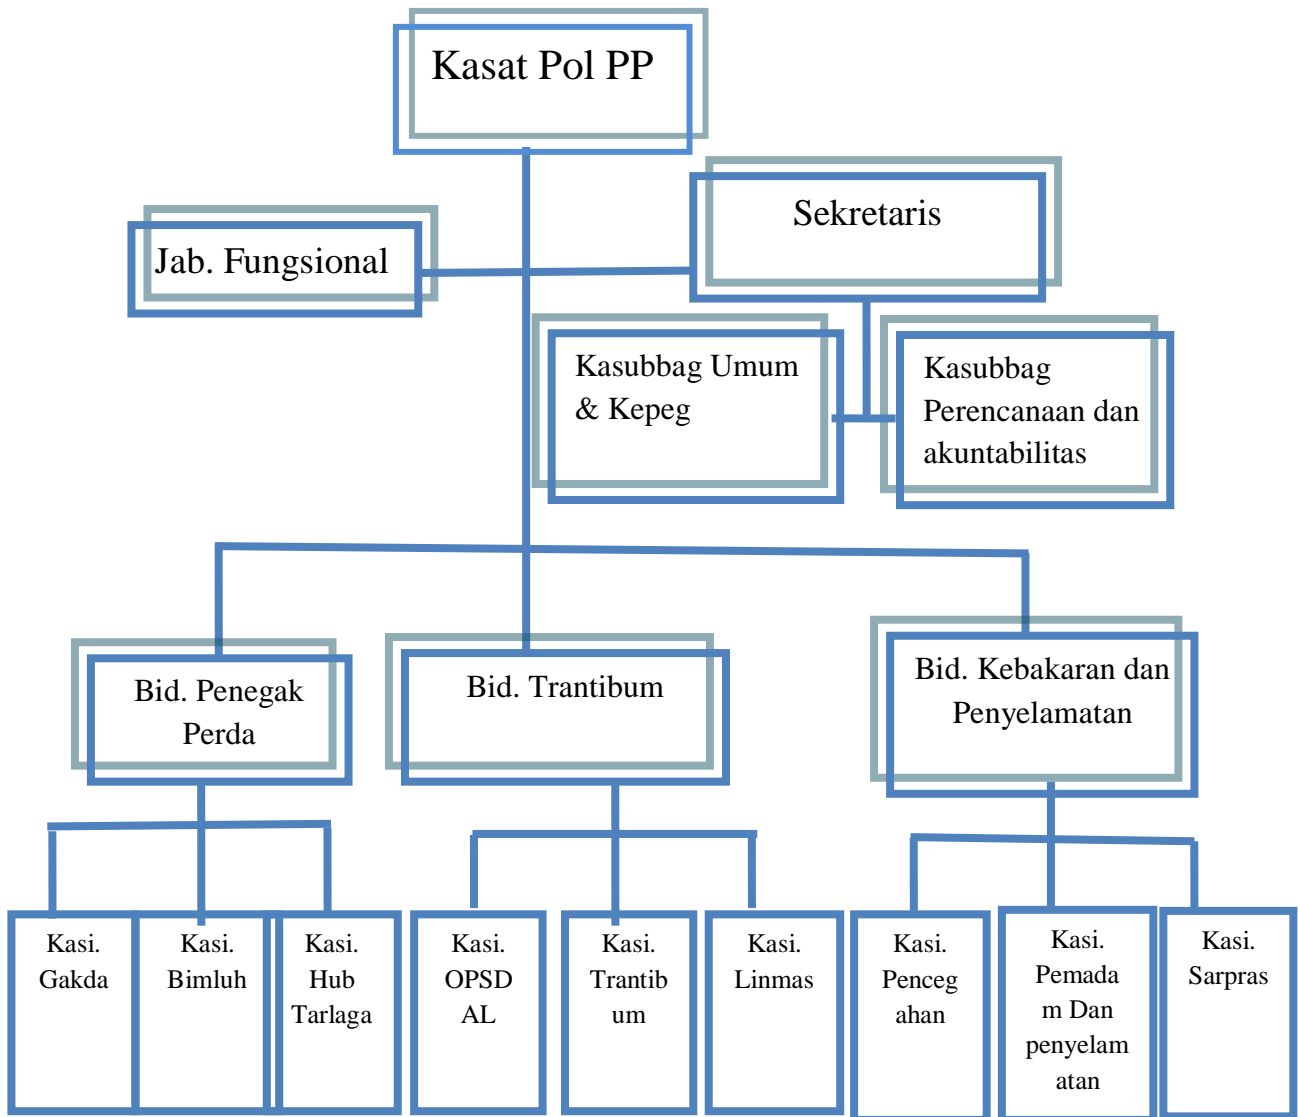 Kasat Pol PP
Sekretaris
Jab. Fungsional
Kasubbag Umum
& Kepeg
Kasubbag
Perencanaan dan
akuntabilitas
Bid. Penegak
Perda
Bid. Trantibum
Bid. Kebakaran dan
Penyelamatan
Kasi.
Gakda
Kasi.
Bimluh
Kasi.
Hub
Tarlaga
Kasi.
OPSD
AL
Kasi.
Trantib
um
Kasi.
Linmas
Kasi.
Penceg
ahan
Kasi.
Pemada
m Dan
penyelam
atan
Kasi.
Sarpras